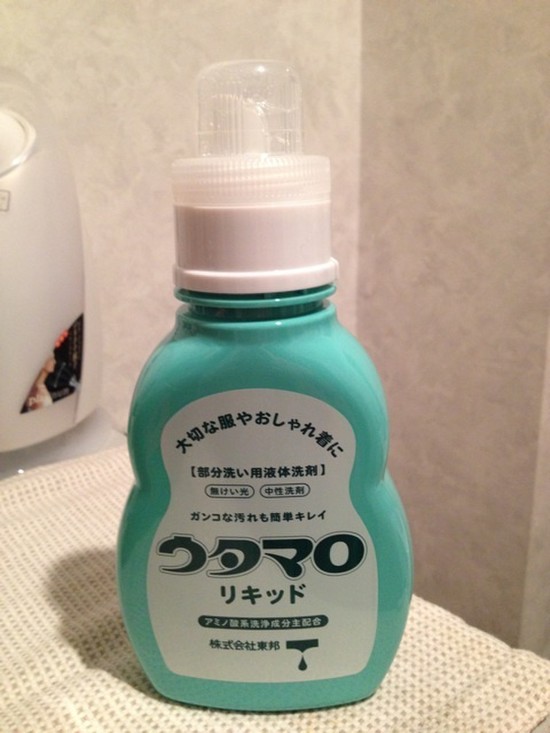 大切な服やおしゃれ着に
【部分洗い用液体洗剤】
無けい光 中性洗剤
ガンコな汚れも簡単キレイ
ウタマロ
リキッド
アミノ酸系洗浄成分主配合
株式会社東邦